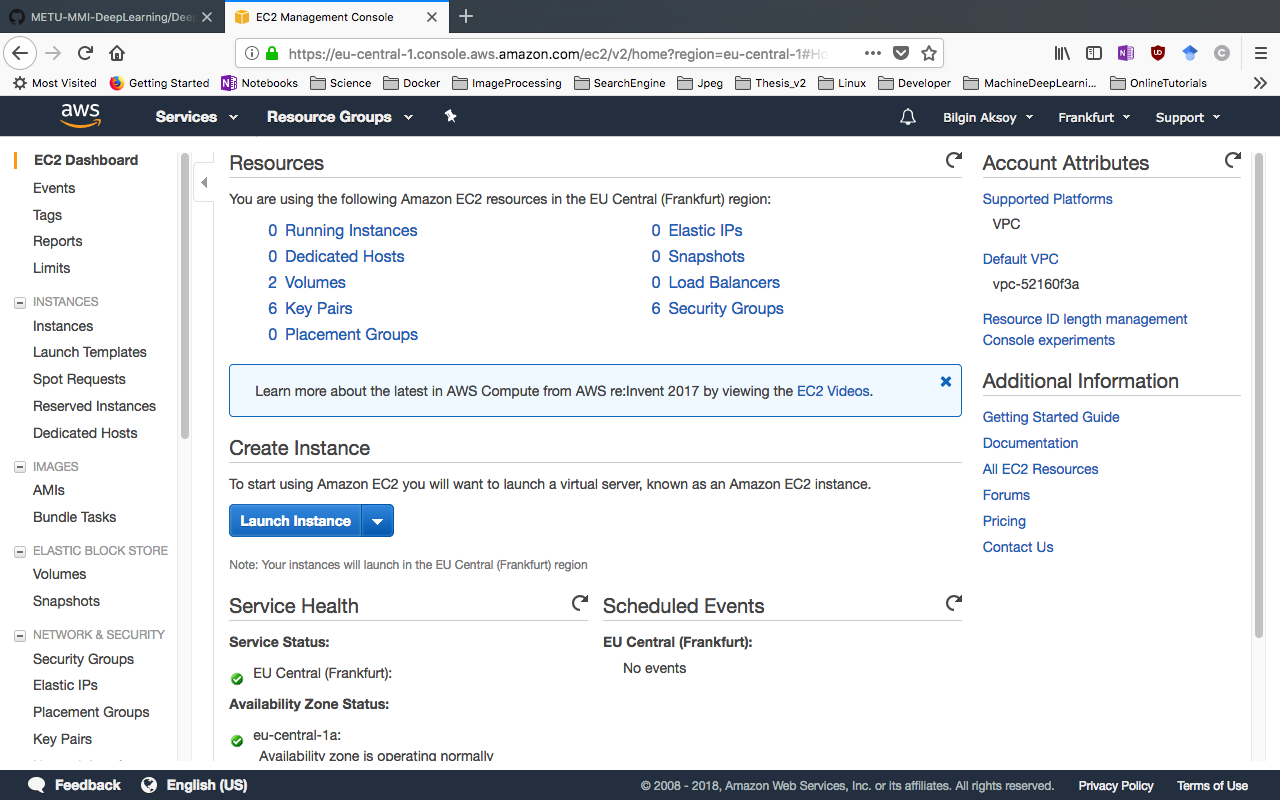 METU-MMI-DeepLearning/Dee
EC2 Management Console
https://eu-central-1.console.aws.amazon.com/ec2/v2/home?region=eu-central-1#Ho
Most Visited
Getting Started
Notebooks
Science
Docker
ImageProcessing
SearchEngine
Jpeg
Thesis_v2
Linux
Developer
MachineDeepLearni...
OnlineTutorials
aws
Services
Resource Groups
Bilgin Aksoy
Frankfurt
Support
EC2 Dashboard
Events
Tags
Reports
Limits
INSTANCES
Instances
Launch Templates
Spot Requests
Reserved Instances
Dedicated Hosts
IMAGES
AMIs
Bundle Tasks
ELASTIC BLOCK STORE
Volumes
Snapshots
NETWORK & SECURITY
Security Groups
Elastic IPs
Placement Groups
Key Pairs
Resources
You are using the following Amazon EC2 resources in the EU Central (Frankfurt) region:
0 Running Instances
0 Dedicated Hosts
2 Volumes
6 Key Pairs
0 Placement Groups
0 Elastic IPs
0 Snapshots
0 Load Balancers
6 Security Groups
Learn more about the latest in AWS Compute from AWS re:Invent 2017 by viewing the EC2 Videos.
Create Instance
To start using Amazon EC2 you will want to launch a virtual server, known as an Amazon EC2 instance.
Launch Instance
Note: Your instances will launch in the EU Central (Frankfurt) region
Service Health
Service Status:
EU Central (Frankfurt):
Availability Zone Status:
eu-central-1a:
Availability zone is operating normally
Scheduled Events
EU Central (Frankfurt):
No events
Account Attributes
Supported Platforms
VPC
Default VPC
vpc-52160f3a
Resource ID length management
Console experiments
Additional Information
Getting Started Guide
Documentation
All EC2 Resources
Forums
Pricing
Contact Us
Feedback
English (US)
© 2008 - 2018, Amazon Web Services, Inc. or its affiliates. All rights reserved.
Privacy Policy
Terms of Use